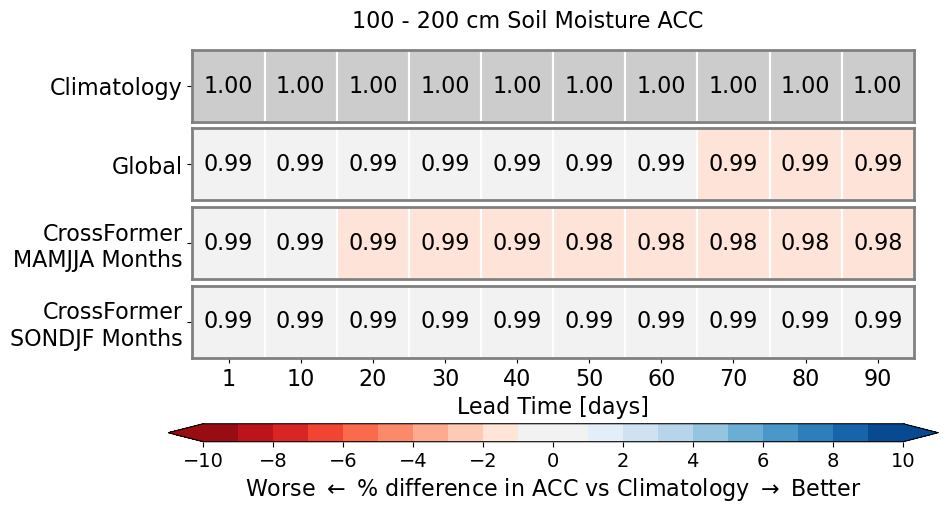 100 - 200 cm Soil Moisture ACC
Climatology 1.00 1.00 1.00 1.00 1.00 1.00 1.00 1.00 1.00 1.00
Global 0.99 0.99 0.99 0.99 0.99 0.99 0.99 0.99 0.99 0.99
CrossFormer
MAMJJA Months 0.99 0.99 0.99 0.99 0.99 0.98 0.98 0.98 0.98 0.98
CrossFormer
SONDJF Months 0.99 0.99 0.99 0.99 0.99 0.99 0.99 0.99 0.99 0.99
1 10 20 30 40 50 60 70 80 90
Lead Time [days]
−10 −8 −6 −4 −2 0 2 4 6 8 10
Worse ← % difference in ACC vs Climatology → Better